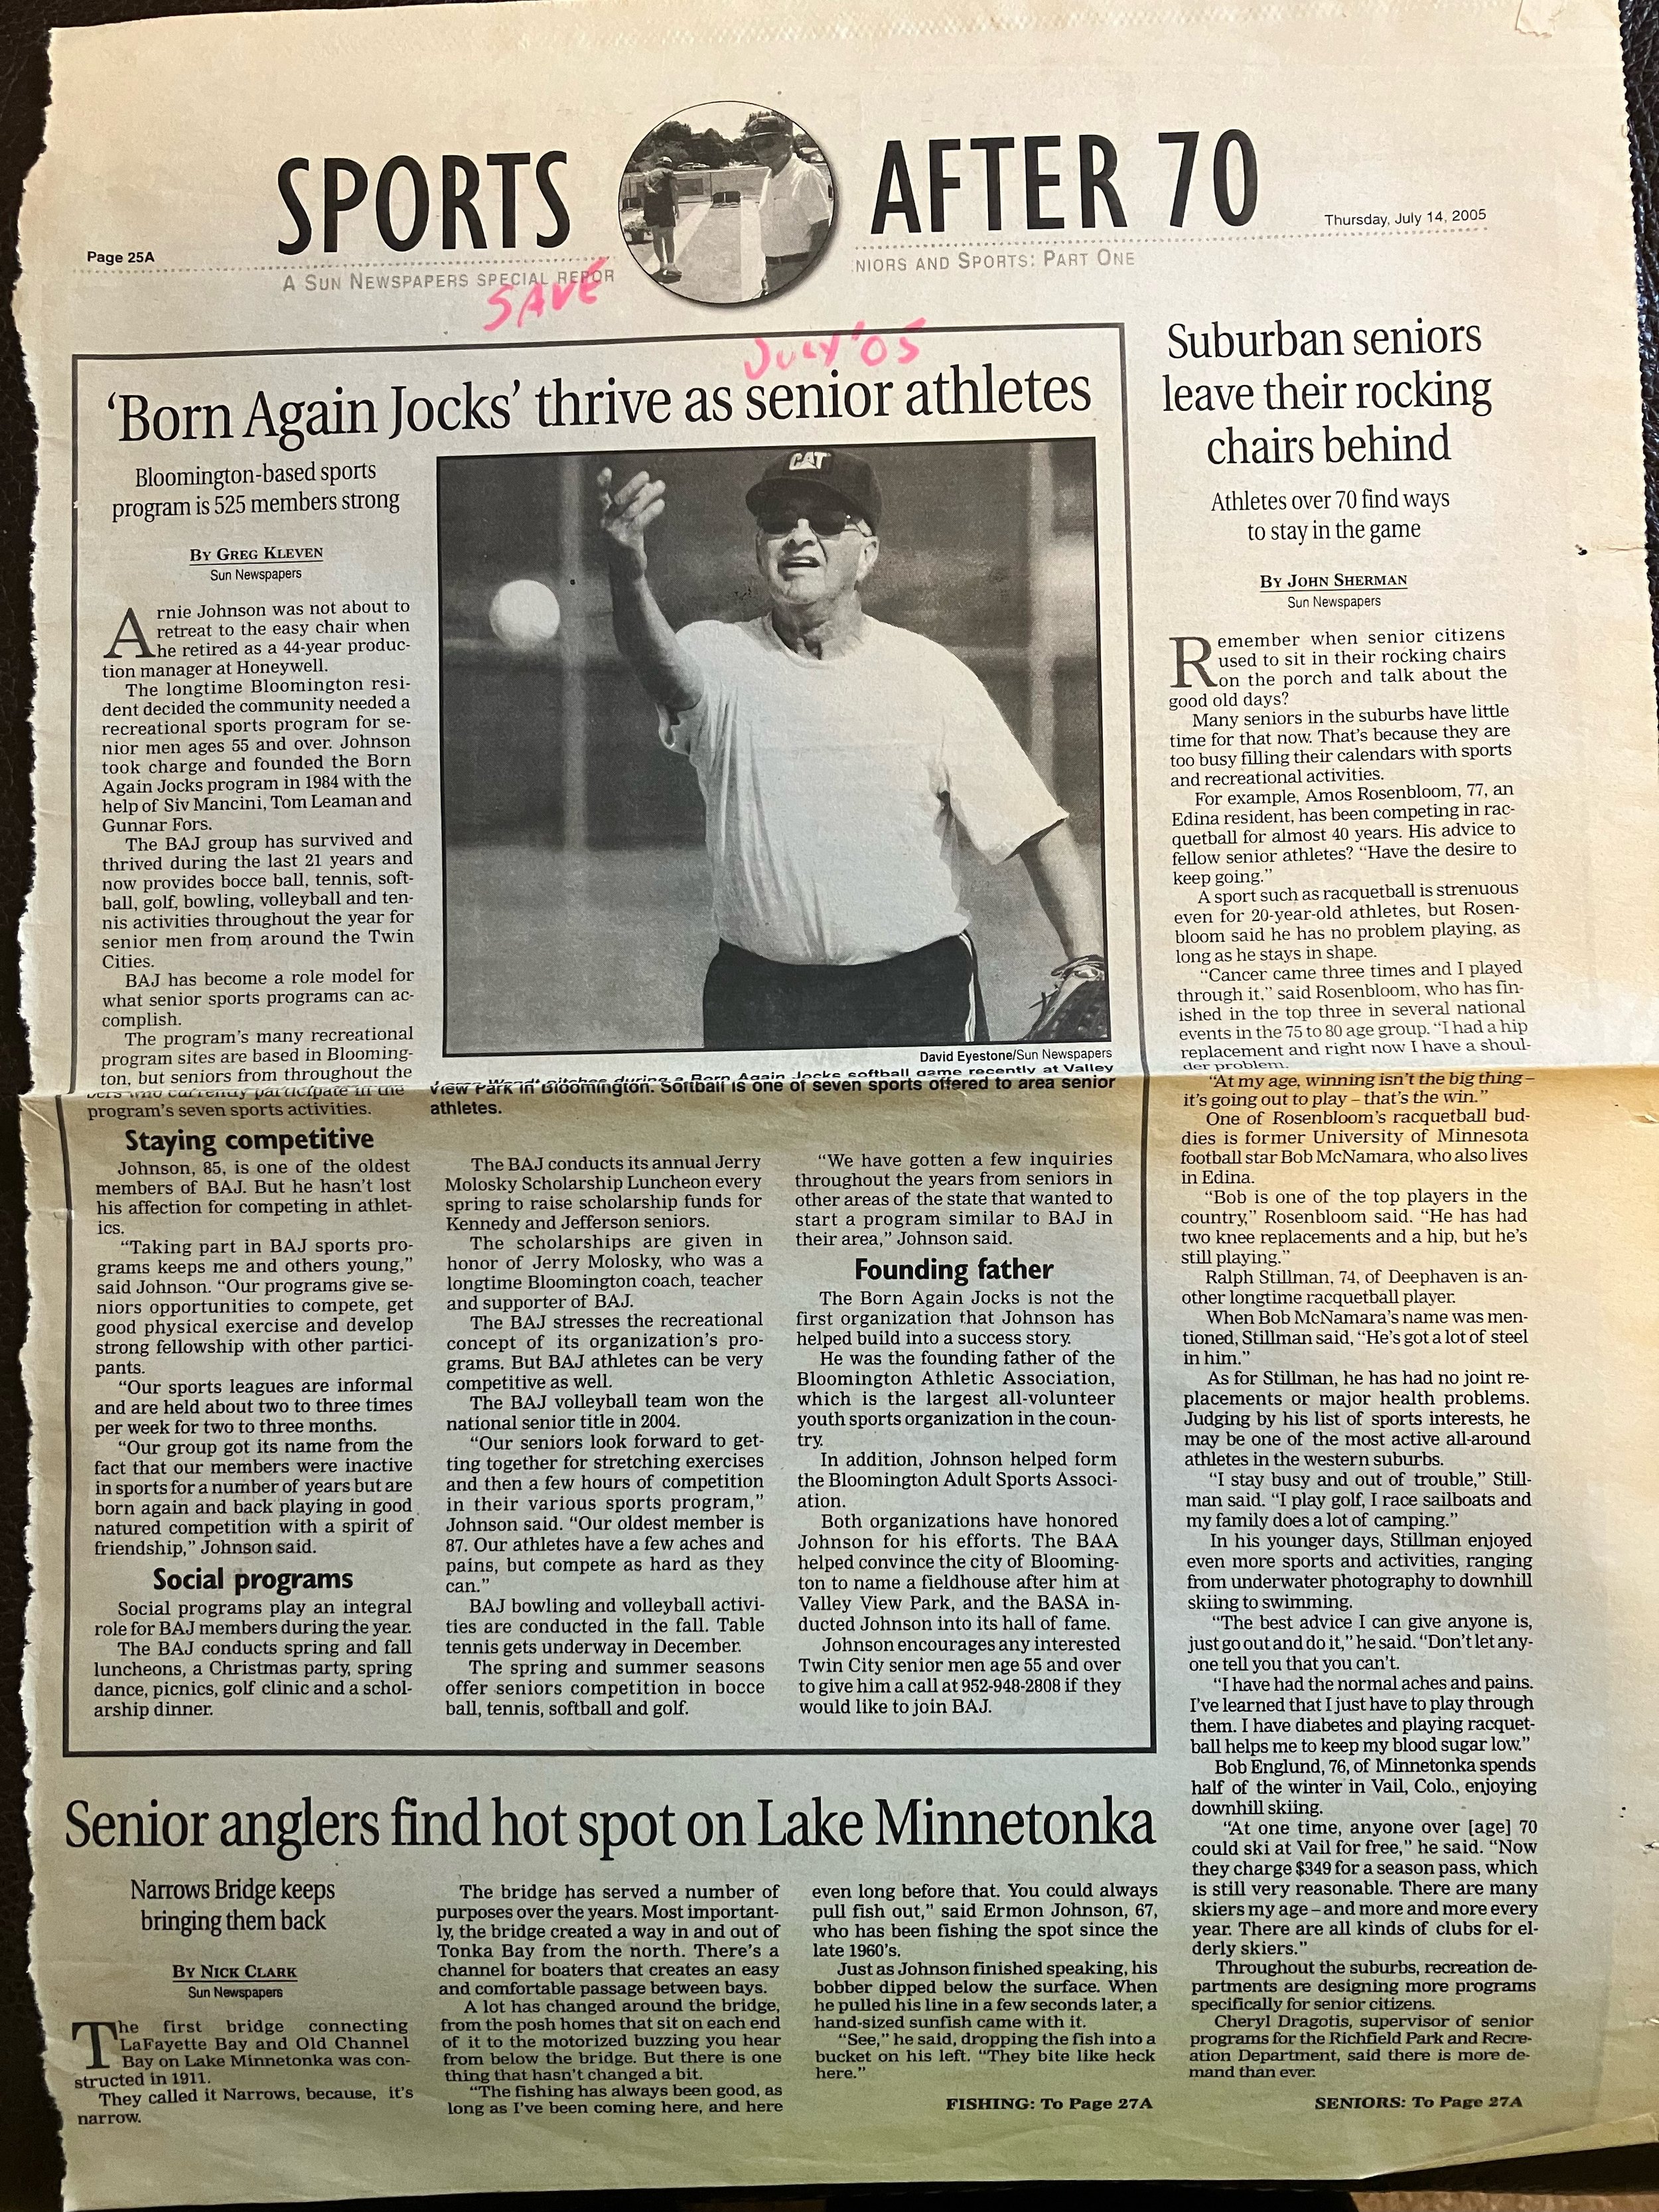 Page 25A
SPORTS
AFTER 70
Thursday, July 14, 2005
A SUN NEWSPAPERS SPECIAL REPOR
NIORS AND SPORTS: PART ONE
SAVE
JULY '05
'Born Again Jocks' thrive as senior athletes
Bloomington-based sports
program is 525 members strong
BY GREG KLEVEN
Sun Newspapers
Arnie Johnson was not about to
retreat to the easy chair when
he retired as a 44-year produc-
tion manager at Honeywell.
The longtime Bloomington resi-
dent decided the community needed a
recreational sports program for se-
nior men ages 55 and over. Johnson
took charge and founded the Born
Again Jocks program in 1984 with the
help of Siv Mancini, Tom Leaman and
Gunnar Fors.
The BAJ group has survived and
thrived during the last 21 years and
now provides bocce ball, tennis, soft-
ball, golf, bowling, volleyball and ten-
nis activities throughout the year for
senior men from around the Twin
Cities.
BAJ has become a role model for
what senior sports programs can ac-
complish.
The program's many recreational
program sites are based in Blooming-
ton, but seniors from throughout the
bers who currently participate in the
program's seven sports activities.
CAT
David Eyestone/Sun Newspapers
pitches during a Born Again Jocks softball game recently at Valley
View Park in Bloomington. Softball is one of seven sports offered to area senior
athletes.
Staying competitive
Johnson, 85, is one of the oldest
members of BAJ. But he hasn't lost
his affection for competing in athlet-
ics.
"Taking part in BAJ sports pro-
grams keeps me and others young,"
said Johnson. "Our programs give se-
niors opportunities to compete, get
good physical exercise and develop
strong fellowship with other partici-
pants.
"Our sports leagues are informal
and are held about two to three times
per week for two to three months.
"Our group got its name from the
fact that our members were inactive
in sports for a number of years but are
born again and back playing in good
natured competition with a spirit of
friendship," Johnson said.
Social programs
Social programs play an integral
role for BAJ members during the year.
The BAJ conducts spring and fall
luncheons, a Christmas party, spring
dance, picnics, golf clinic and a schol-
arship dinner.
The BAJ conducts its annual Jerry
Molosky Scholarship Luncheon every
spring to raise scholarship funds for
Kennedy and Jefferson seniors.
The scholarships are given in
honor of Jerry Molosky, who was a
longtime Bloomington coach, teacher
and supporter of BAJ.
The BAJ stresses the recreational
concept of its organization's pro-
grams. But BAJ athletes can be very
competitive as well.
The BAJ volleyball team won the
national senior title in 2004.
"Our seniors look forward to get-
ting together for stretching exercises
and then a few hours of competition
in their various sports program,"
Johnson said. "Our oldest member is
87. Our athletes have a few aches and
pains, but compete as hard as they
can."
BAJ bowling and volleyball activi-
ties are conducted in the fall. Table
tennis gets underway in December.
The spring and summer seasons
offer seniors competition in bocce
ball, tennis, softball and golf.
"We have gotten a few inquiries
throughout the years from seniors in
other areas of the state that wanted to
start a program similar to BAJ in
their area," Johnson said.
Founding father
The Born Again Jocks is not the
first organization that Johnson has
helped build into a success story.
He was the founding father of the
Bloomington Athletic Association,
which is the largest all-volunteer
youth sports organization in the coun-
try.
In addition, Johnson helped form
the Bloomington Adult Sports Associ-
ation.
Both organizations have honored
Johnson for his efforts. The BAA
helped convince the city of Blooming-
ton to name a fieldhouse after him at
Valley View Park, and the BASA in-
ducted Johnson into its hall of fame.
Johnson encourages any interested
Twin City senior men age 55 and over
to give him a call at 952-948-2808 if they
would like to join BAJ.
Suburban seniors
leave their rocking
chairs behind
Athletes over 70 find ways
to stay in the game
BY JOHN SHERMAN
Sun Newspapers
Remember when senior citizens
used to sit in their rocking chairs
on the porch and talk about the
good old days?
Many seniors in the suburbs have little
time for that now. That's because they are
too busy filling their calendars with sports
and recreational activities.
For example, Amos Rosenbloom, 77, an
Edina resident, has been competing in rac-
quetball for almost 40 years. His advice to
fellow senior athletes? "Have the desire to
keep going."
A sport such as racquetball is strenuous
even for 20-year-old athletes, but Rosen-
bloom said he has no problem playing, as
long as he stays in shape.
"Cancer came three times and I played
through it," said Rosenbloom, who has fin-
ished in the top three in several national
events in the 75 to 80 age group. "I had a hip
replacement and right now I have a shoul-
der problem.
"At my age, winning isn't the big thing –
it's going out to play – that's the win."
One of Rosenbloom's racquetball bud-
dies is former University of Minnesota
football star Bob McNamara, who also lives
in Edina.
"Bob is one of the top players in the
country," Rosenbloom said. "He has had
two knee replacements and a hip, but he's
still playing."
Ralph Stillman, 74, of Deephaven is an-
other longtime racquetball player.
When Bob McNamara's name was men-
tioned, Stillman said, "He's got a lot of steel
in him."
As for Stillman, he has had no joint re-
placements or major health problems.
Judging by his list of sports interests, he
may be one of the most active all-around
athletes in the western suburbs.
"I stay busy and out of trouble," Still-
man said. "I play golf, I race sailboats and
my family does a lot of camping."
In his younger days, Stillman enjoyed
even more sports and activities, ranging
from underwater photography to downhill
skiing to swimming.
"The best advice I can give anyone is,
just go out and do it," he said. "Don't let any-
one tell you that you can't.
"I have had the normal aches and pains.
I've learned that I just have to play through
them. I have diabetes and playing racquet-
ball helps me to keep my blood sugar low."
Bob Englund, 76, of Minnetonka spends
half of the winter in Vail, Colo., enjoying
downhill skiing.
"At one time, anyone over [age] 70
could ski at Vail for free," he said. "Now
they charge $349 for a season pass, which
is still very reasonable. There are many
skiers my age – and more and more every
year. There are all kinds of clubs for el-
derly skiers."
Throughout the suburbs, recreation de-
partments are designing more programs
specifically for senior citizens.
Cheryl Dragotis, supervisor of senior
programs for the Richfield Park and Recre-
ation Department, said there is more de-
mand than ever.
SENIORS: To Page 27A
Senior anglers find hot spot on Lake Minnetonka
Narrows Bridge keeps
bringing them back
BY NICK CLARK
Sun Newspapers
The first bridge connecting
LaFayette Bay and Old Channel
Bay on Lake Minnetonka was con-
structed in 1911.
They called it Narrows, because, it's
narrow.
The bridge has served a number of
purposes over the years. Most important-
ly, the bridge created a way in and out of
Tonka Bay from the north. There's a
channel for boaters that creates an easy
and comfortable passage between bays.
A lot has changed around the bridge,
from the posh homes that sit on each end
of it to the motorized buzzing you hear
from below the bridge. But there is one
thing that hasn't changed a bit.
"The fishing has always been good, as
long as I've been coming here, and here
even long before that. You could always
pull fish out," said Ermon Johnson, 67,
who has been fishing the spot since the
late 1960's.
Just as Johnson finished speaking, his
bobber dipped below the surface. When
he pulled his line in a few seconds later, a
hand-sized sunfish came with it.
"See," he said, dropping the fish into a
bucket on his left. "They bite like heck
here."
FISHING: To Page 27A